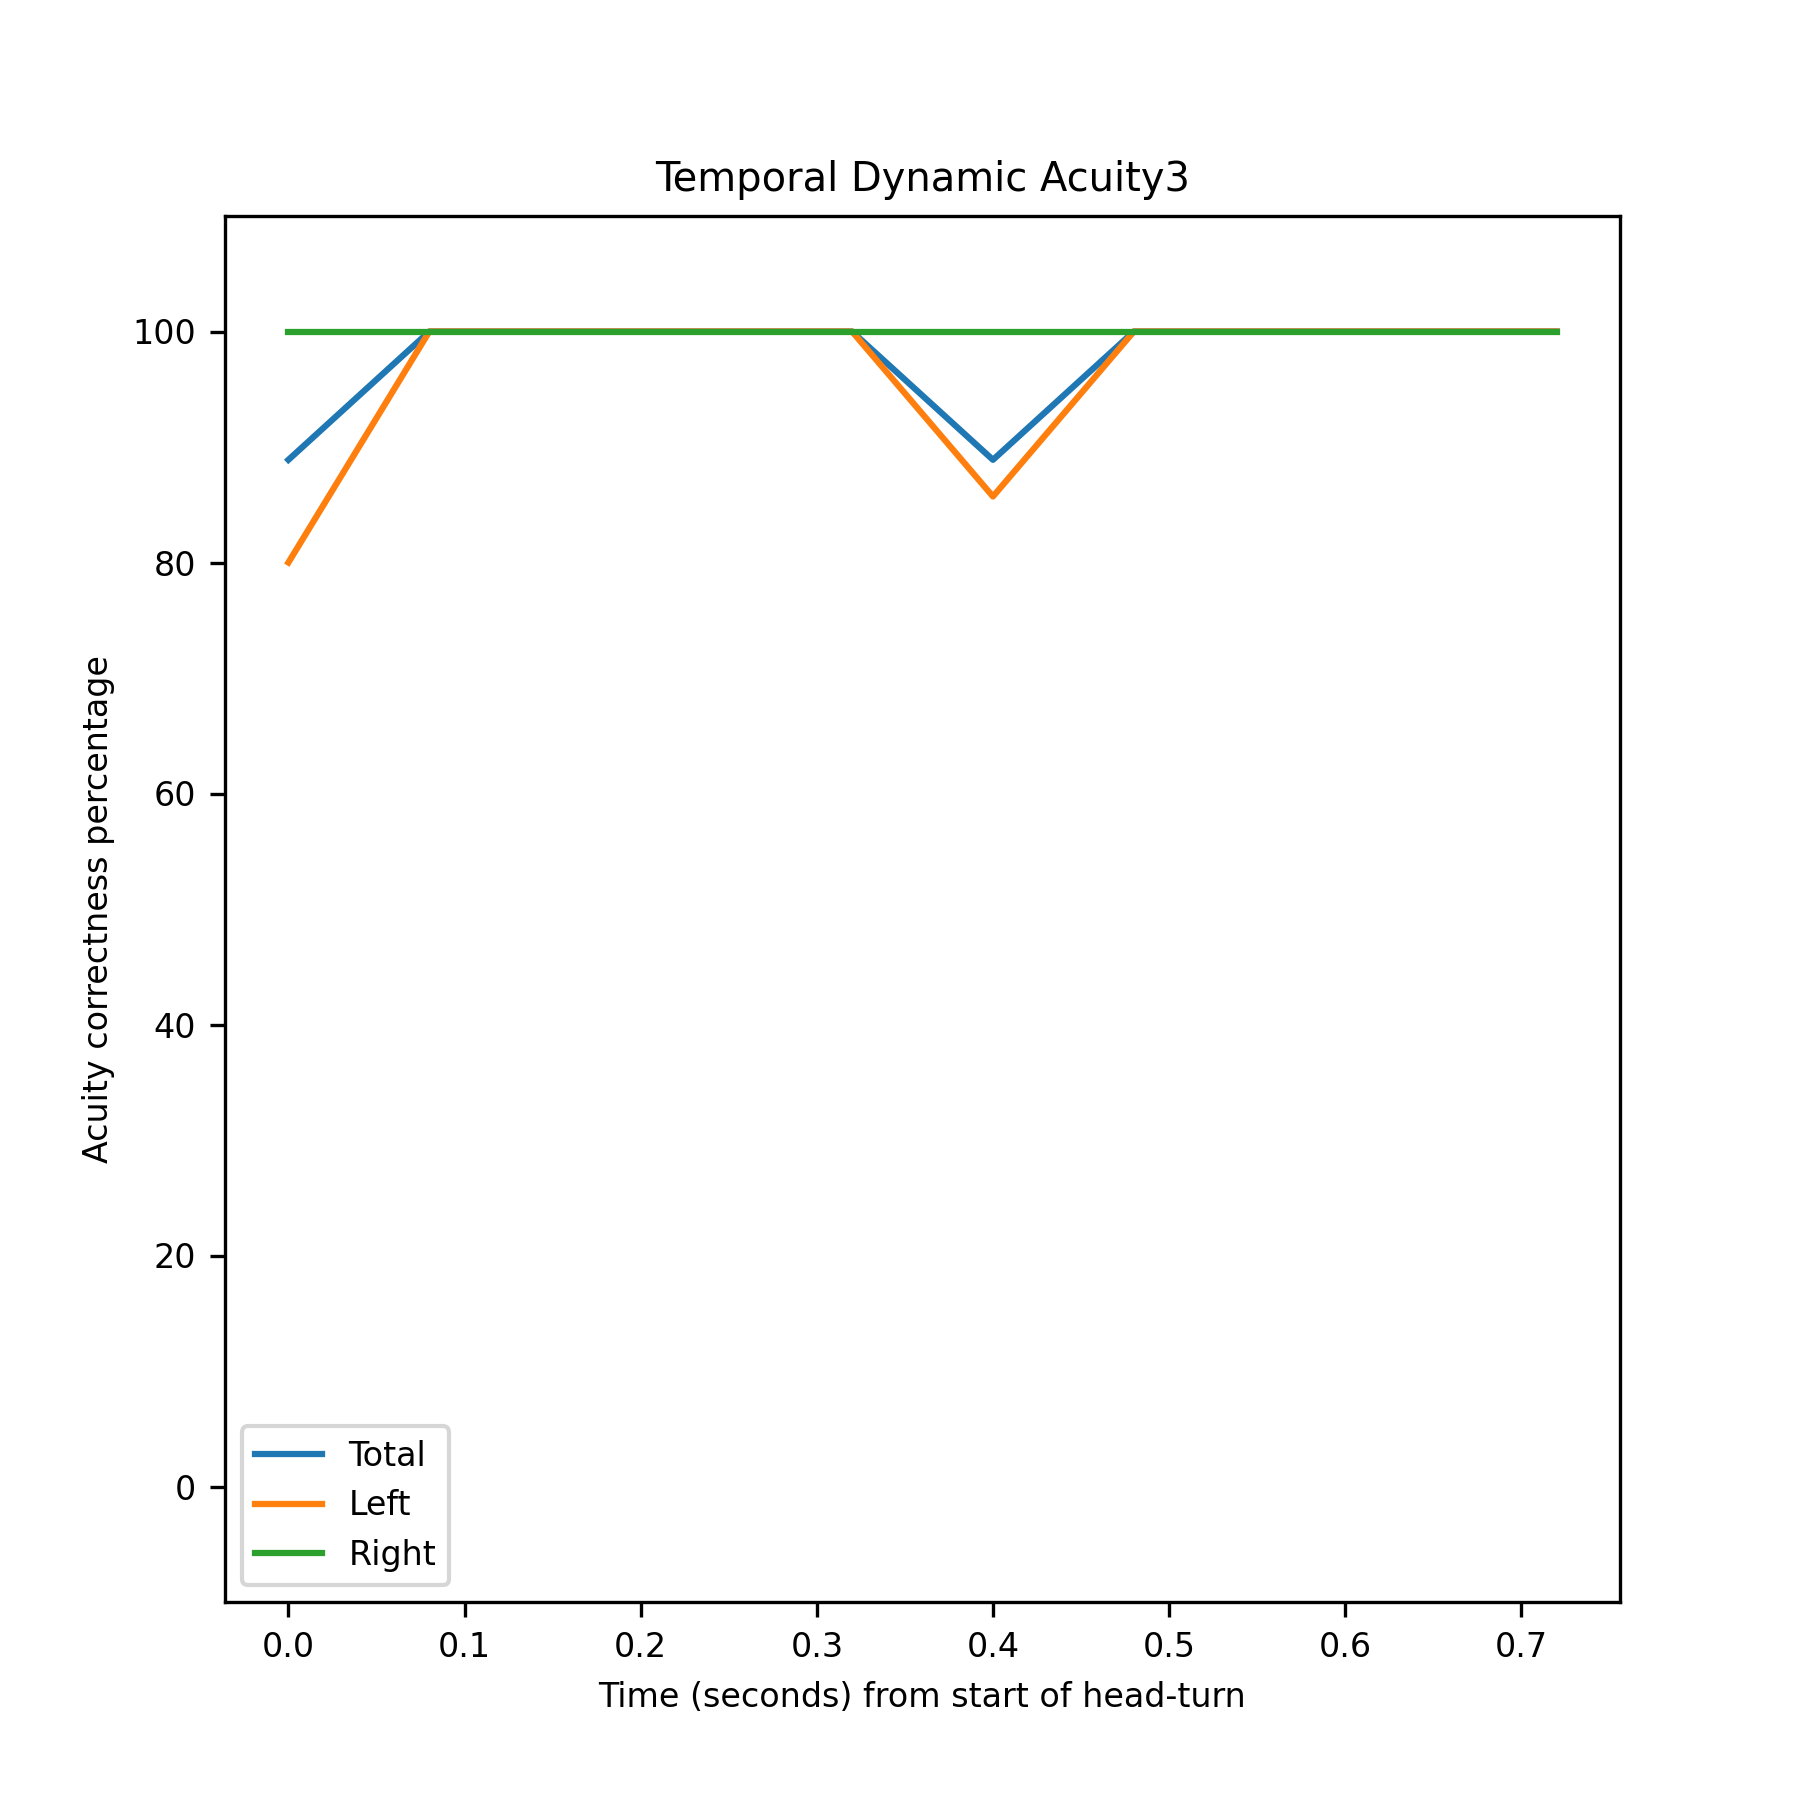 Temporal Dynamic Acuity3
Acuity correctness percentage
100
80
60
40
20
0
Total
Left
Right
0.0 0.1 0.2 0.3 0.4 0.5 0.6 0.7
Time (seconds) from start of head-turn